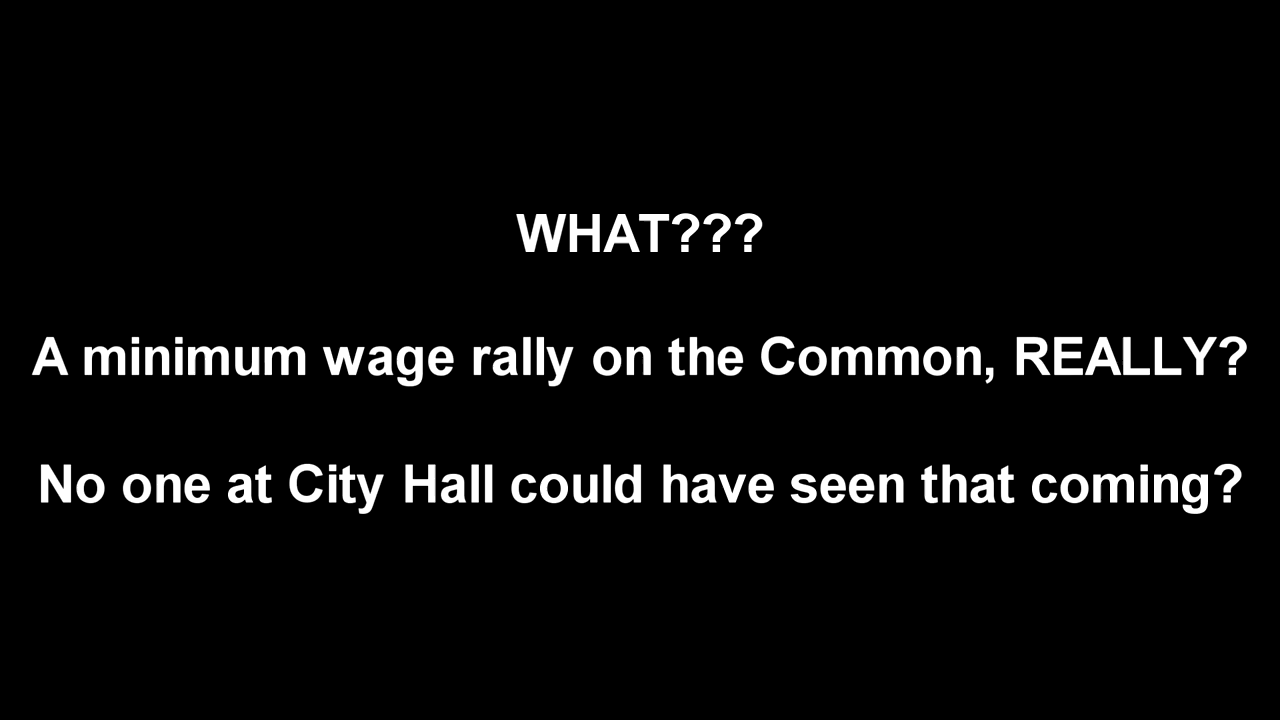 WHAT???
A minimum wage rally on the Common, REALLY?
No one at City Hall could have seen that coming?